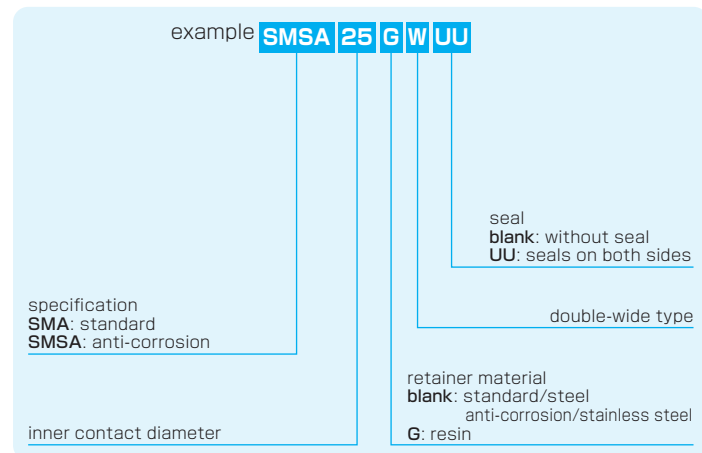 example SMSA 25 G W UU
seal
blank: without seal
UU: seals on both sides
specification
SMA: standard
SMSA: anti-corrosion
double-wide type
retainer material
blank: standard/steel
anti-corrosion/stainless steel
G: resin
inner contact diameter